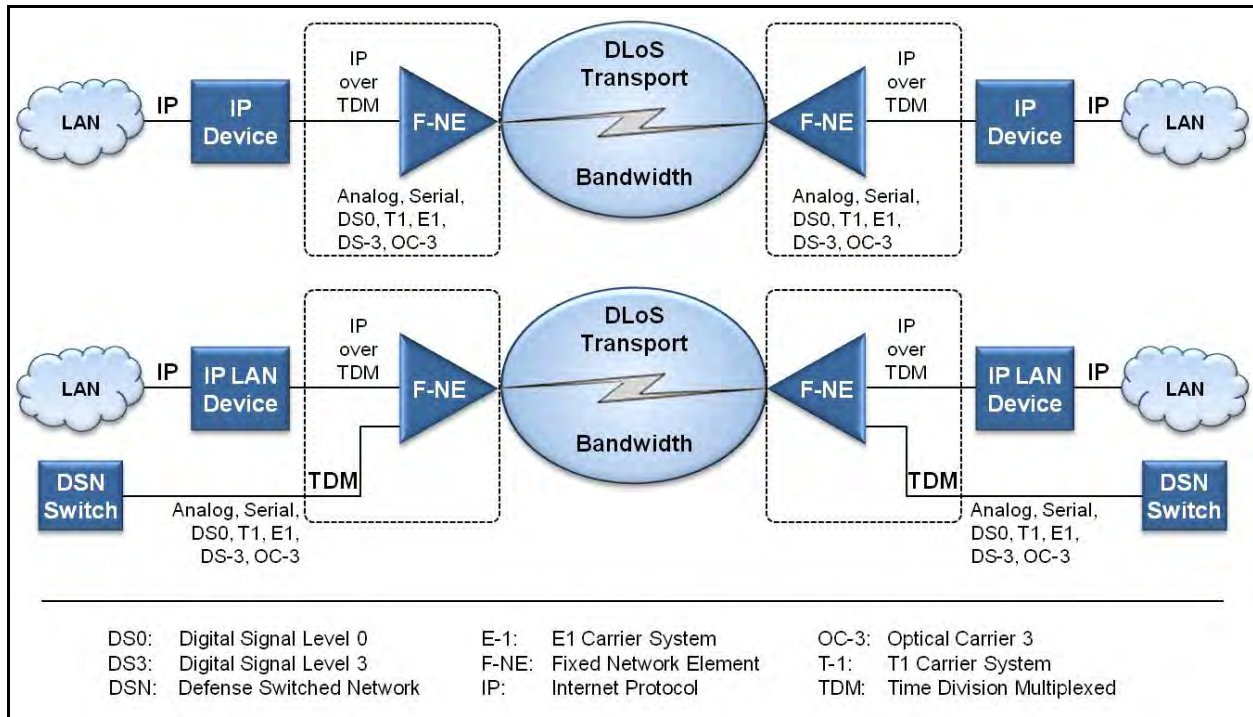 DLoS
Transport
Bandwidth
LAN
IP
IP
Device
IP
over
TDM
F-NE
Analog, Serial,
DS0, T1, E1,
DS-3, OC-3
F-NE
IP
over
TDM
Analog, Serial,
DS0, T1, E1,
DS-3, OC-3
IP
Device
IP
LAN
DLoS
Transport
Bandwidth
LAN
IP
IP LAN
Device
IP
over
TDM
F-NE
DSN
Switch
TDM
Analog, Serial,
DS0, T1, E1,
DS-3, OC-3
F-NE
IP
over
TDM
IP LAN
Device
IP
LAN
TDM
DSN
Switch
Analog, Serial,
DS0, T1, E1,
DS-3, OC-3
DS0: Digital Signal Level 0
DS3: Digital Signal Level 3
DSN: Defense Switched Network
E-1: E1 Carrier System
F-NE: Fixed Network Element
IP: Internet Protocol
OC-3: Optical Carrier 3
T-1: T1 Carrier System
TDM: Time Division Multiplexed